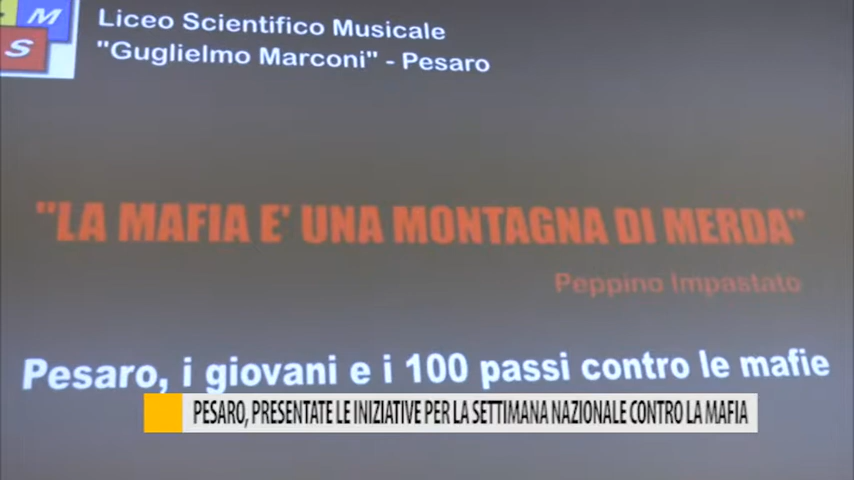 M
S
Liceo Scientifico Musicale
"Guglielmo Marconi" - Pesaro
"LA MAFIA E' UNA MONTAGNA DI MERDA"
Peppino Impastato
Pesaro, i giovani e i 100 passi contro le mafie
PESARO, PRESENTATE LE INIZIATIVE PER LA SETTIMANA NAZIONALE CONTRO LA MAFIA